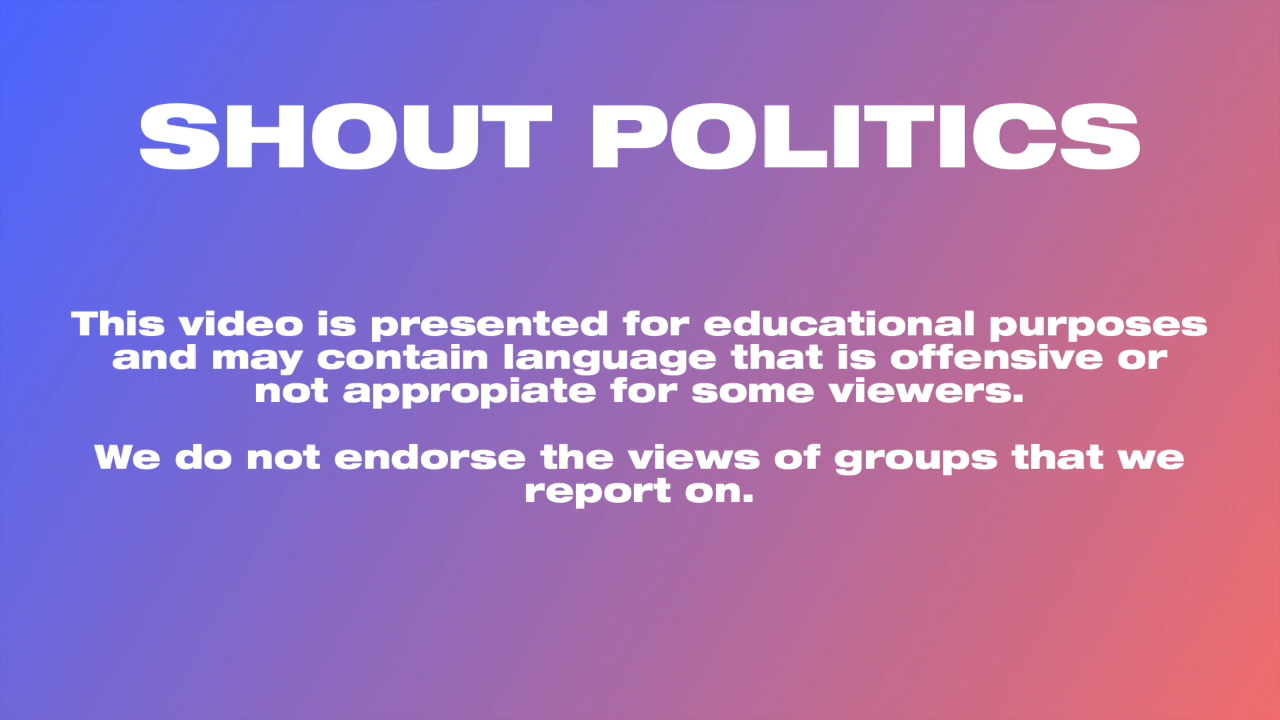 SHOUT POLITICS
This video is presented for educational purposes
and may contain language that is offensive or
not appropiate for some viewers.
We do not endorse the views of groups that we
report on.